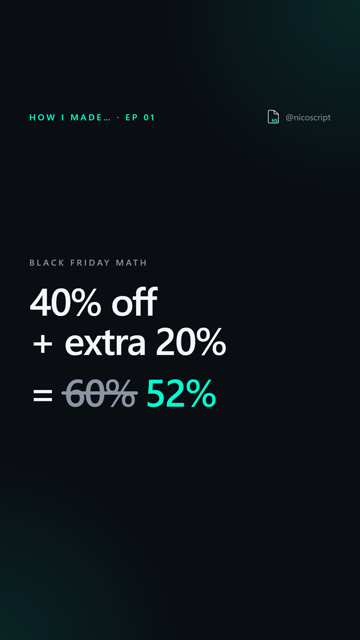 HOW I MADE… · EP 01
@nicoscript
BLACK FRIDAY MATH
40% off
+ extra 20%
= 60% 52%